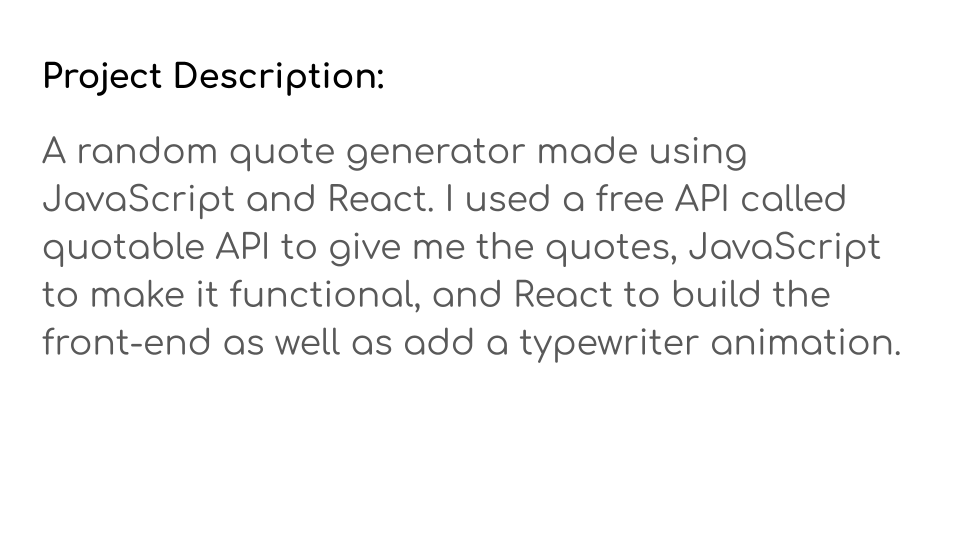 Project Description:
A random quote generator made using
JavaScript and React. I used a free API called
quotable API to give me the quotes, JavaScript
to make it functional, and React to build the
front-end as well as add a typewriter animation.